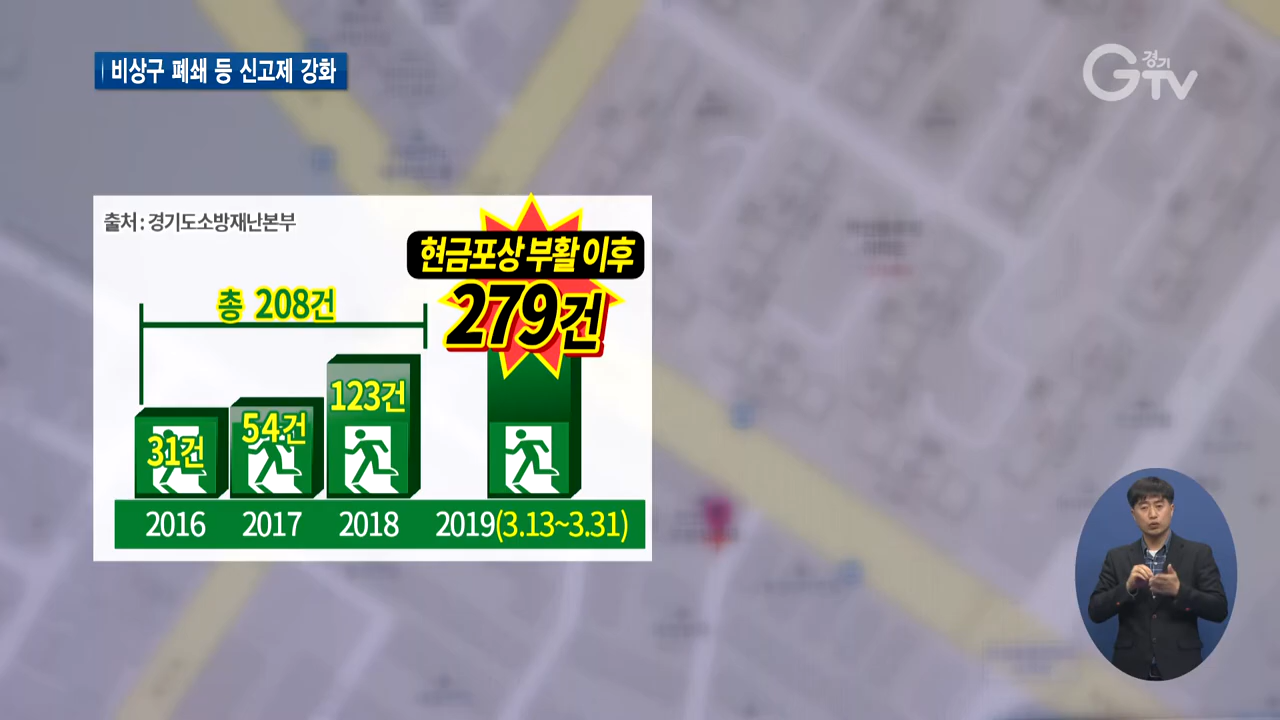 비상구 폐쇄 등 신고제 강화
G경기TV
출처 : 경기도소방재난본부
현금포상 부활 이후
279건
총 208건
31건
54건
123건
2016
2017
2018
2019(3.13~3.31)